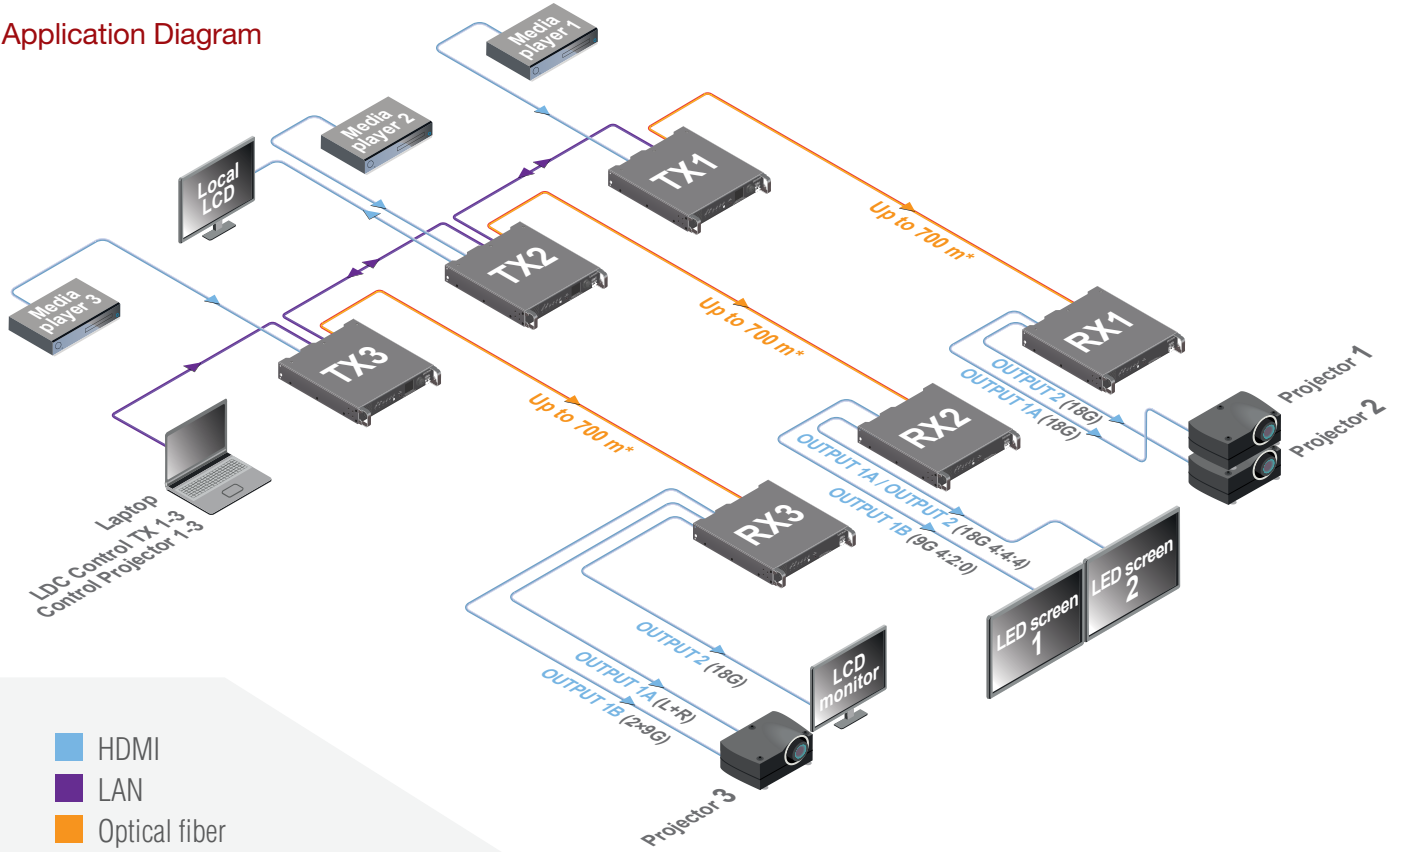 Application Diagram
Media
player 1
Media
player 2
Local
LCD
Media
player 3
TX1
TX2
TX3
Up to 700 m*
Up to 700 m*
Up to 700 m*
RX1
RX2
RX3
OUTPUT 2 (18G)
OUTPUT 1A (18G)
Projector 1
Projector 2
OUTPUT 1A / OUTPUT 2 (18G 4:4:4)
OUTPUT 1B (9G 4:2:0)
LED screen
1
LED screen
2
Laptop
LDC Control TX 1-3
Control Projector 1-3
OUTPUT 2 (18G)
OUTPUT 1A (L+R)
OUTPUT 1B (2×9G)
LCD
monitor
Projector 3
HDMI
LAN
Optical fiber